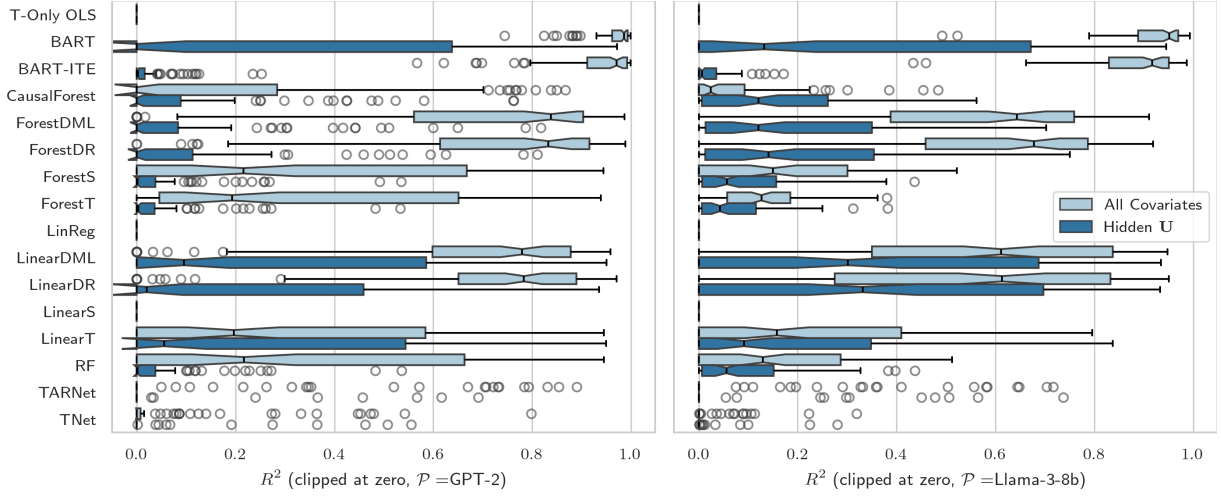 T-Only OLS
BART
BART-ITE
CausalForest
ForestDML
ForestDR
ForestS
ForestT
LinReg
LinearDML
LinearDR
LinearS
LinearT
RF
TARNet
TNet
0.0 0.2 0.4 0.6 0.8 1.0
R² (clipped at zero, 𝒫 =GPT-2)
All Covariates
Hidden U
0.0 0.2 0.4 0.6 0.8 1.0
R² (clipped at zero, 𝒫 =Llama-3-8b)